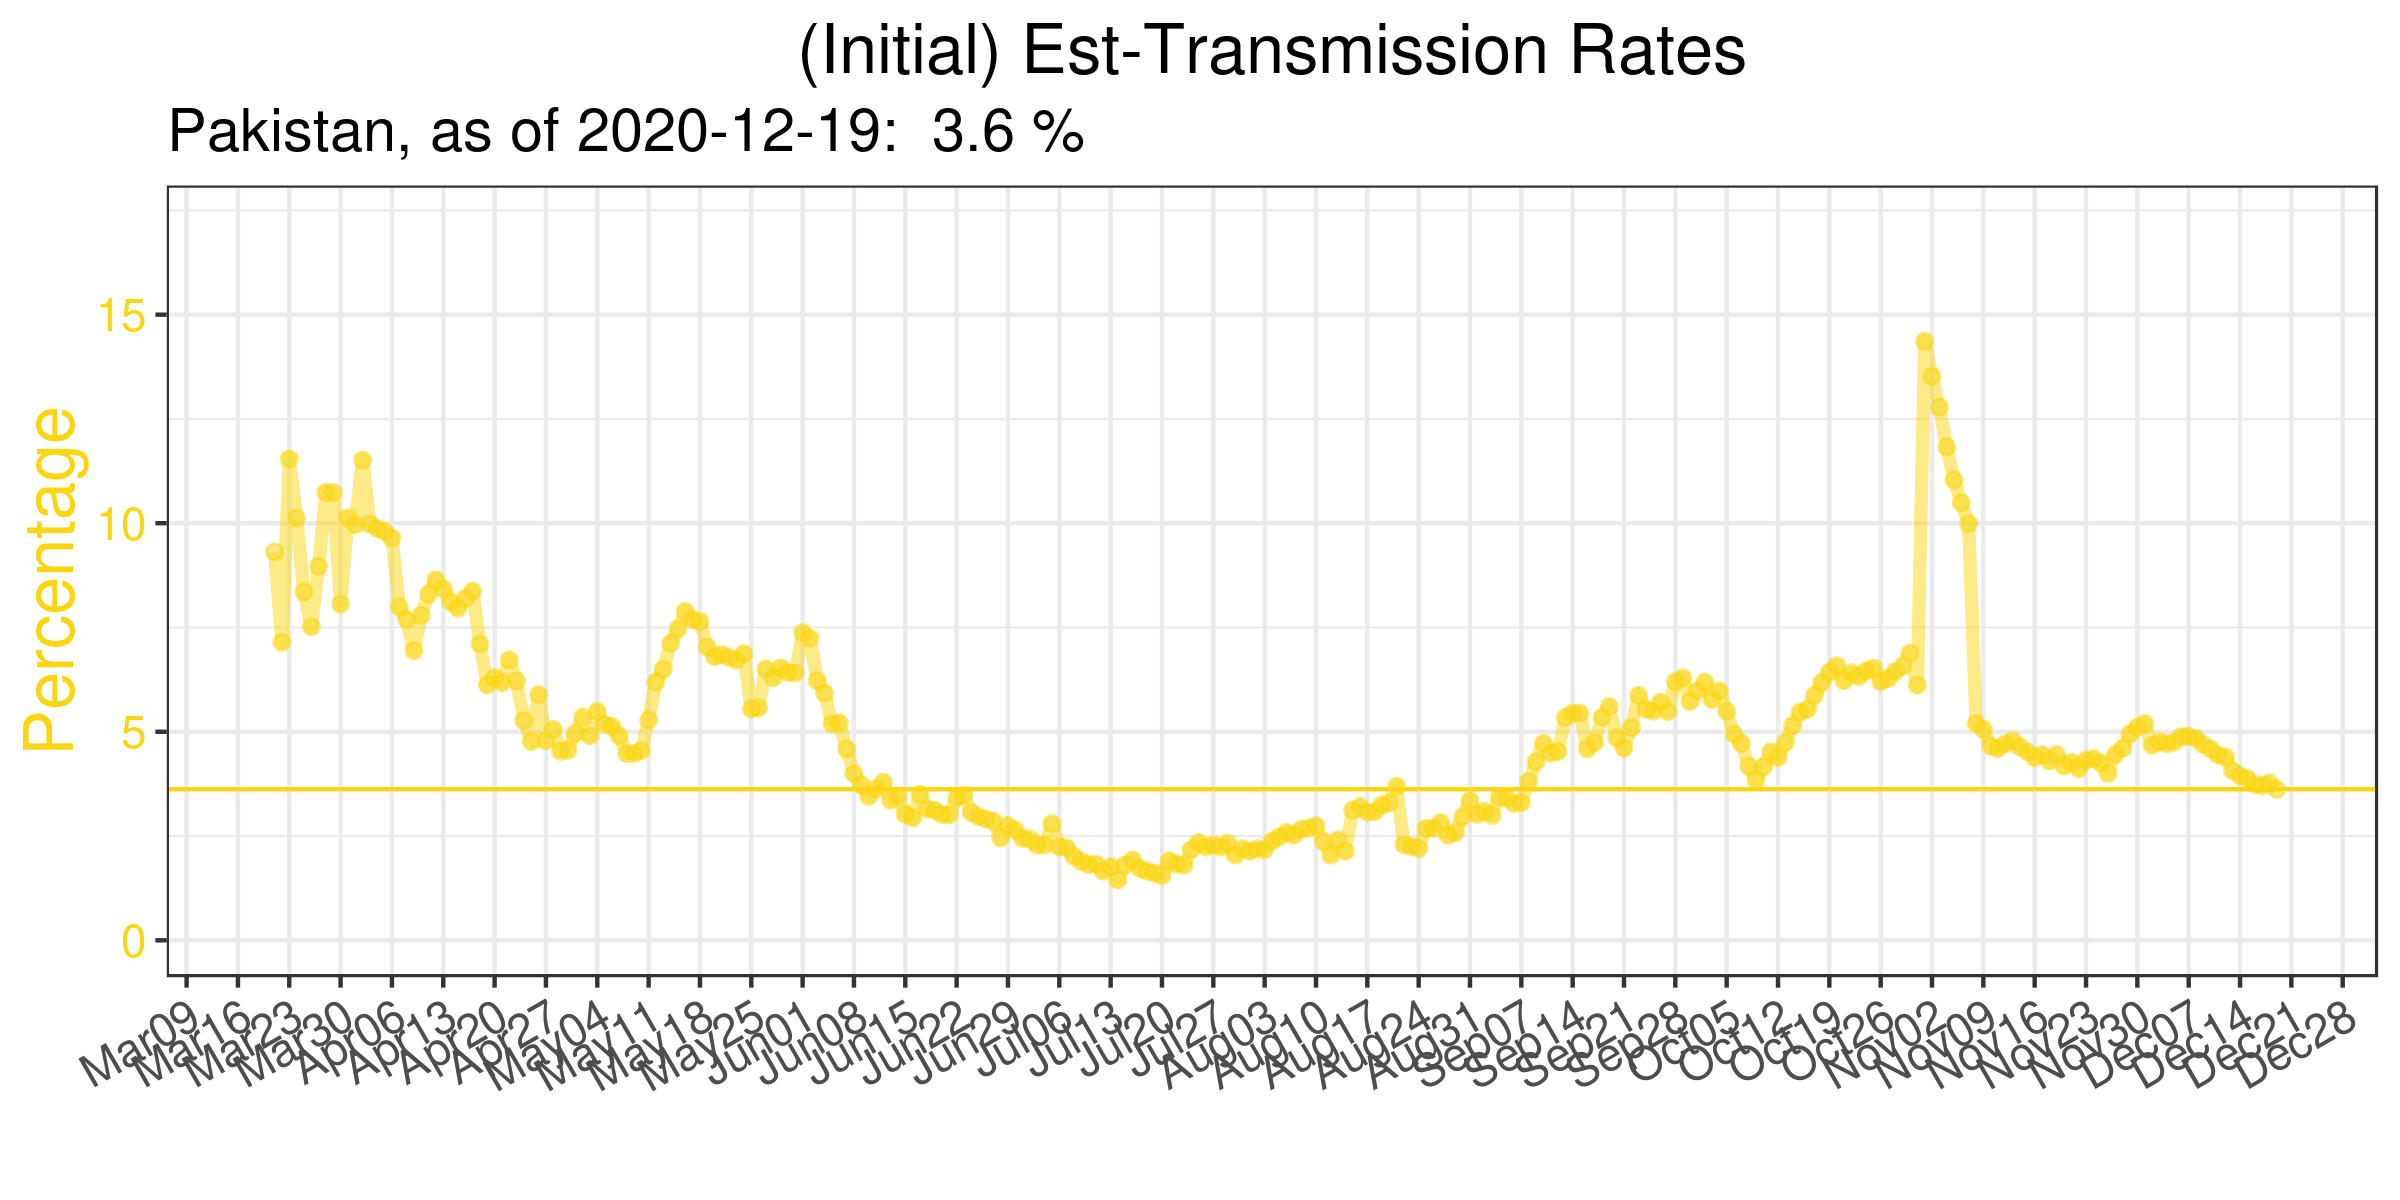 (Initial) Est-Transmission Rates
Pakistan, as of 2020-12-19:  3.6 %
Percentage
15
10
5
0
Mar09
Mar16
Mar23
Mar30
Apr06
Apr13
Apr20
Apr27
May04
May11
May18
May25
Jun01
Jun08
Jun15
Jun22
Jun29
Jul06
Jul13
Jul20
Jul27
Aug03
Aug10
Aug17
Aug24
Aug31
Sep07
Sep14
Sep21
Sep28
Oct05
Oct12
Oct19
Oct26
Nov02
Nov09
Nov16
Nov23
Nov30
Dec07
Dec14
Dec21
Dec28